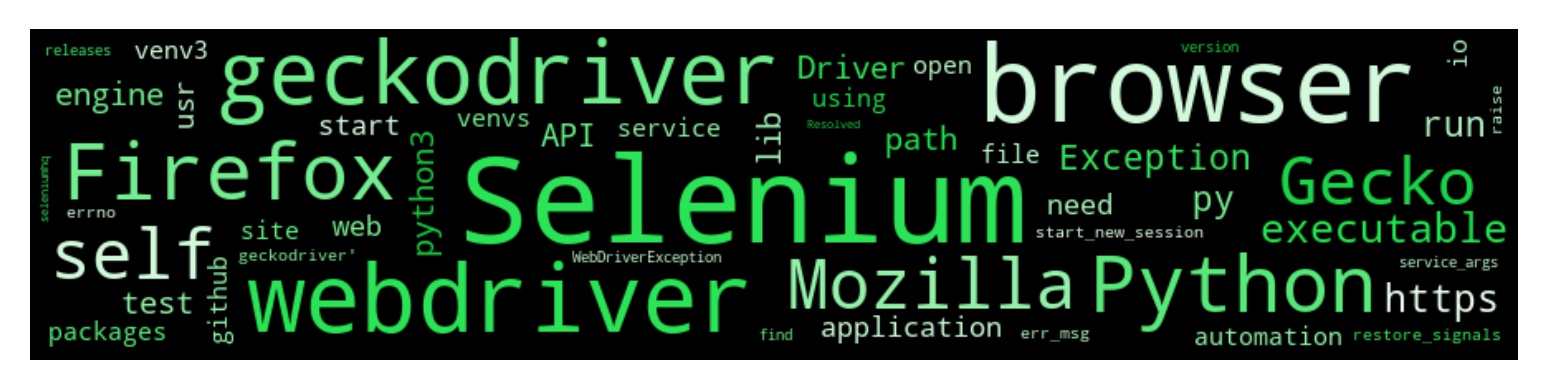 releases
venv3
geckodriver
Driver
open
browser
version
io
engine
usr
using
raise
start
venvs
API
service
lib
Resolved
path
run
Firefox
python3
Selenium
file
Exception
Gecko
seleniumhq
errno
need
py
self
site
web
start_new_session
executable
geckodriver'
WebDriverException
test
github
webdriver
Mozilla
Python
service_args
https
packages
find
application
err_msg
automation
restore_signals